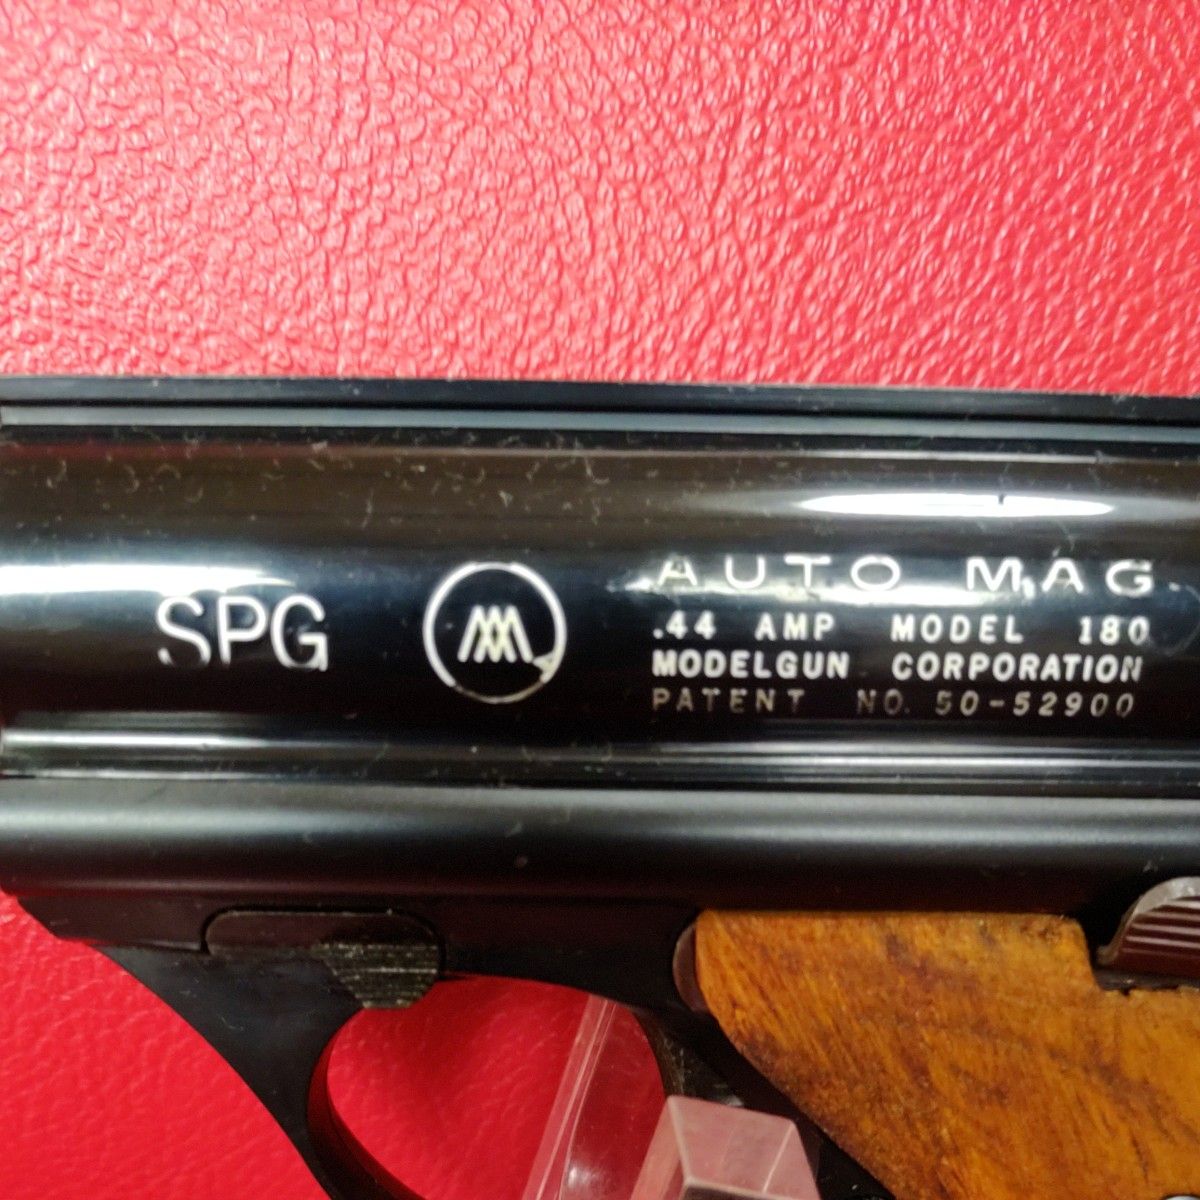 SPG
AUTO MAG
.44 AMP MODEL 180
MODELGUN CORPORATION
PATENT NO. 50-52900